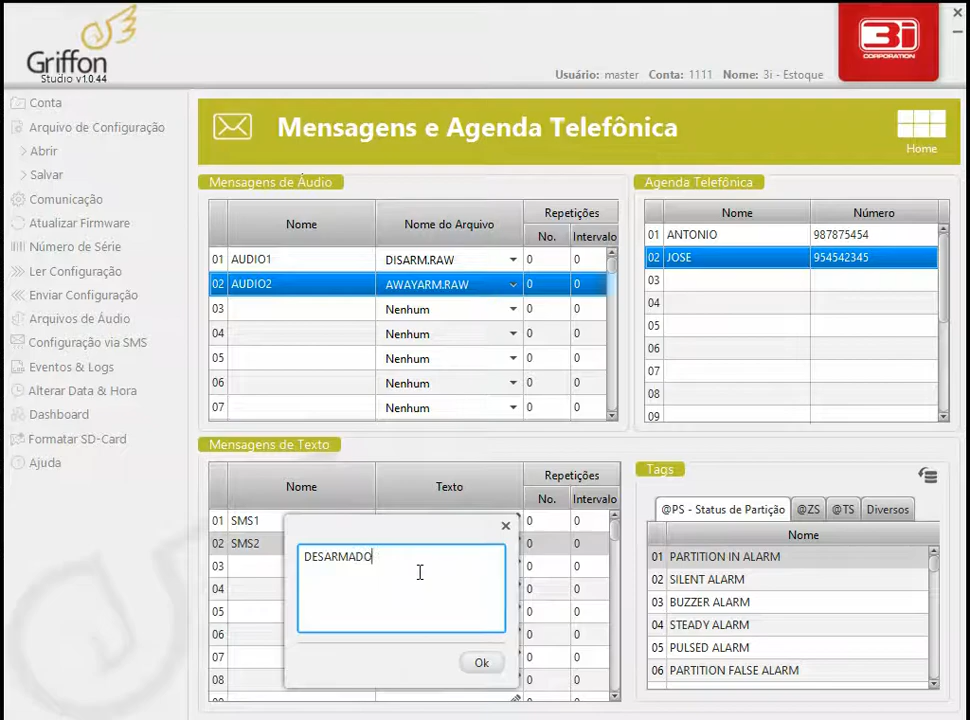 Griffon
Studio v1.0.44
3i
CORPORATION
Usuário: master Conta: 1111 Nome: 3i - Estoque
Conta
Arquivo de Configuração
Abrir
Salvar
Comunicação
Atualizar Firmware
Número de Série
Ler Configuração
Enviar Configuração
Arquivos de Áudio
Configuração via SMS
Eventos & Logs
Alterar Data & Hora
Dashboard
Formatar SD-Card
Ajuda
Mensagens e Agenda Telefônica
Home
Mensagens de Áudio
Nome Nome do Arquivo Repetições
No. Intervalo
01 AUDIO1 DISARM.RAW 0 0
02 AUDIO2 AWAYARM.RAW 0 0
03 Nenhum 0 0
04 Nenhum 0 0
05 Nenhum 0 0
06 Nenhum 0 0
07 Nenhum 0 0
Agenda Telefônica
Nome Número
01 ANTONIO 987875454
02 JOSE 954542345
03
04
05
06
07
08
09
Mensagens de Texto
Nome Texto Repetições
No. Intervalo
01 SMS1 0 0
02 SMS2 0 0
03 0 0
04 0 0
05 0 0
06 0 0
07 0 0
08 0 0
DESARMADO
Ok
Tags
@PS - Status de Partição @ZS @TS Diversos
Nome
01 PARTITION IN ALARM
02 SILENT ALARM
03 BUZZER ALARM
04 STEADY ALARM
05 PULSED ALARM
06 PARTITION FALSE ALARM